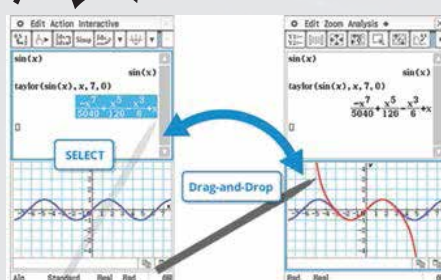 Edit Action Interactive
sin(x)
sin(x)
taylor(sin(x),x,7,0)
-x^7/5040+x^5/120-x^3/6+x
SELECT
Alg Standard Real Rad
Edit Zoom Analysis
sin(x)
sin(x)
taylor(sin(x),x,7,0)
-x^7/5040+x^5/120-x^3/6+x
Drag-and-Drop
Rad Real